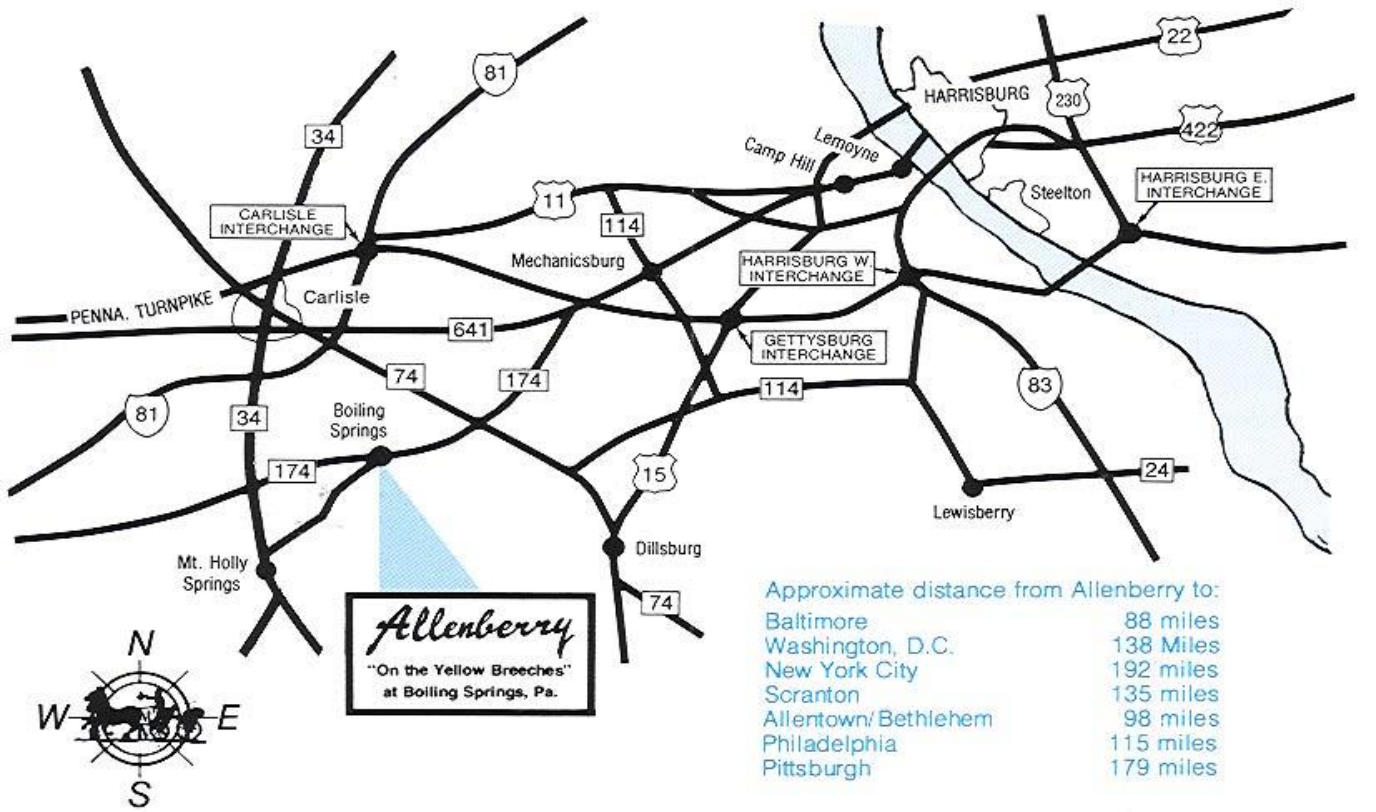 81
22
HARRISBURG
230
34
422
Lemoyne
Camp Hill
HARRISBURG E.
INTERCHANGE
Steelton
11
CARLISLE
INTERCHANGE
114
Mechanicsburg
HARRISBURG W.
INTERCHANGE
Carlisle
PENNA. TURNPIKE
641
GETTYSBURG
INTERCHANGE
74
174
114
83
81
34
Boiling
Springs
174
15
24
Lewisberry
Dillsburg
Mt. Holly
Springs
74
Allenberry
"On the Yellow Breeches"
at Boiling Springs, Pa.
Approximate distance from Allenberry to:
Baltimore 88 miles
Washington, D.C. 138 Miles
New York City 192 miles
Scranton 135 miles
Allentown/Bethlehem 98 miles
Philadelphia 115 miles
Pittsburgh 179 miles
N
W E
S